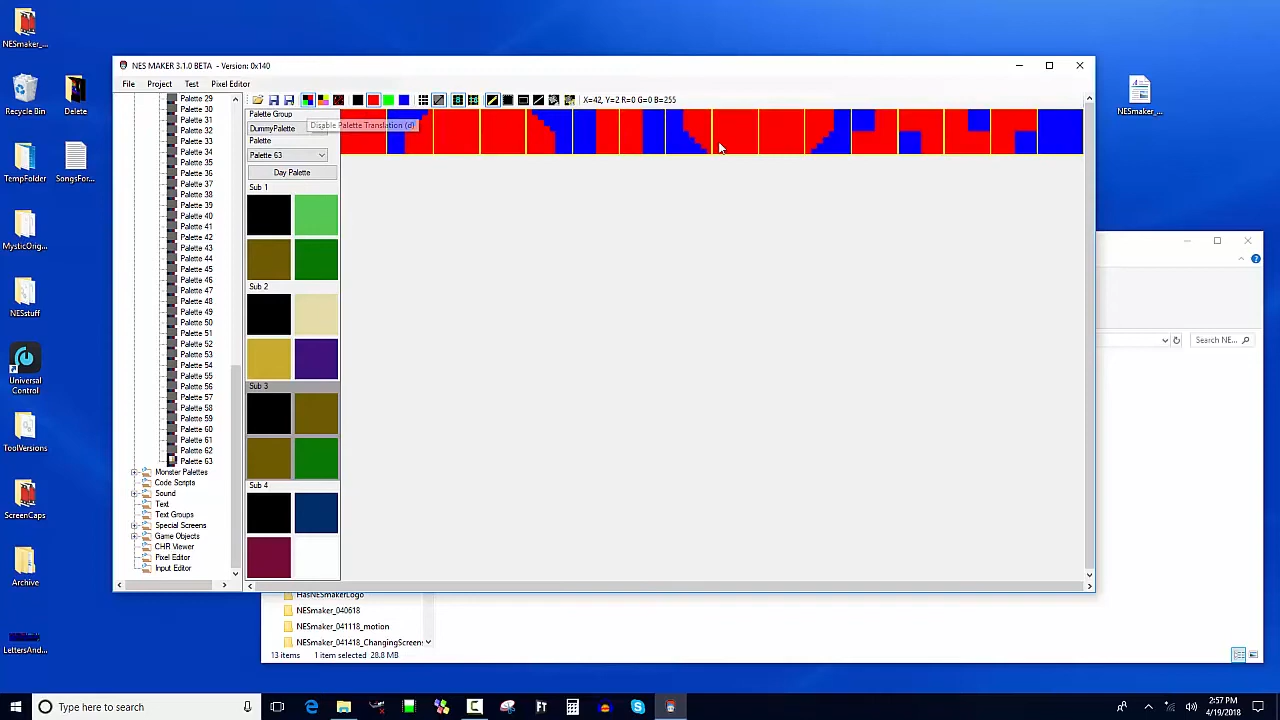 NESmaker_...
Recycle Bin
Delete
TempFolder
SongsFor...
MysticOrig...
NESstuff
Universal
Control
ToolVersions
ScreenCaps
Archive
LettersAnd...
NESmaker_...
NES MAKER 3.1.0 BETA - Version: 0x140
File Project Test Pixel Editor
X=42, Y=2 R=0 G=0 B=255
Palette 29
Palette 30
Palette 31
Palette 32
Palette 33
Palette 34
Palette 35
Palette 36
Palette 37
Palette 38
Palette 39
Palette 40
Palette 41
Palette 42
Palette 43
Palette 44
Palette 45
Palette 46
Palette 47
Palette 48
Palette 49
Palette 50
Palette 51
Palette 52
Palette 53
Palette 54
Palette 55
Palette 56
Palette 57
Palette 58
Palette 59
Palette 60
Palette 61
Palette 62
Palette 63
Monster Palettes
Code Scripts
Sound
Text
Text Groups
Special Screens
Game Objects
CHR Viewer
Pixel Editor
Input Editor
Palette Group
DummyPalette
Disable Palette Translation (d)
Palette
Palette 63
Day Palette
Sub 1
Sub 2
Sub 3
Sub 4
Search NE...
HasNESmakerLogo
NESmaker_040618
NESmaker_041118_motion
NESmaker_041418_ChangingScreens
13 items 1 item selected 28.8 MB
Type here to search
2:57 PM
4/19/2018